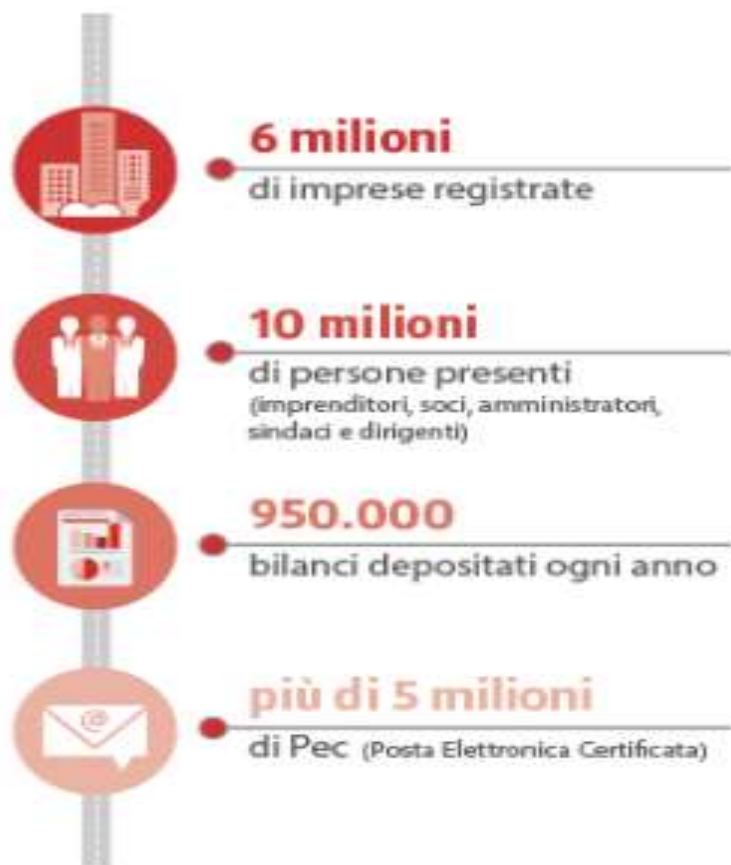 6 milioni
di imprese registrate
10 milioni
di persone presenti
(imprenditori, soci, amministratori,
sindaci e dirigenti)
950.000
bilanci depositati ogni anno
più di 5 milioni
di Pec (Posta Elettronica Certificata)